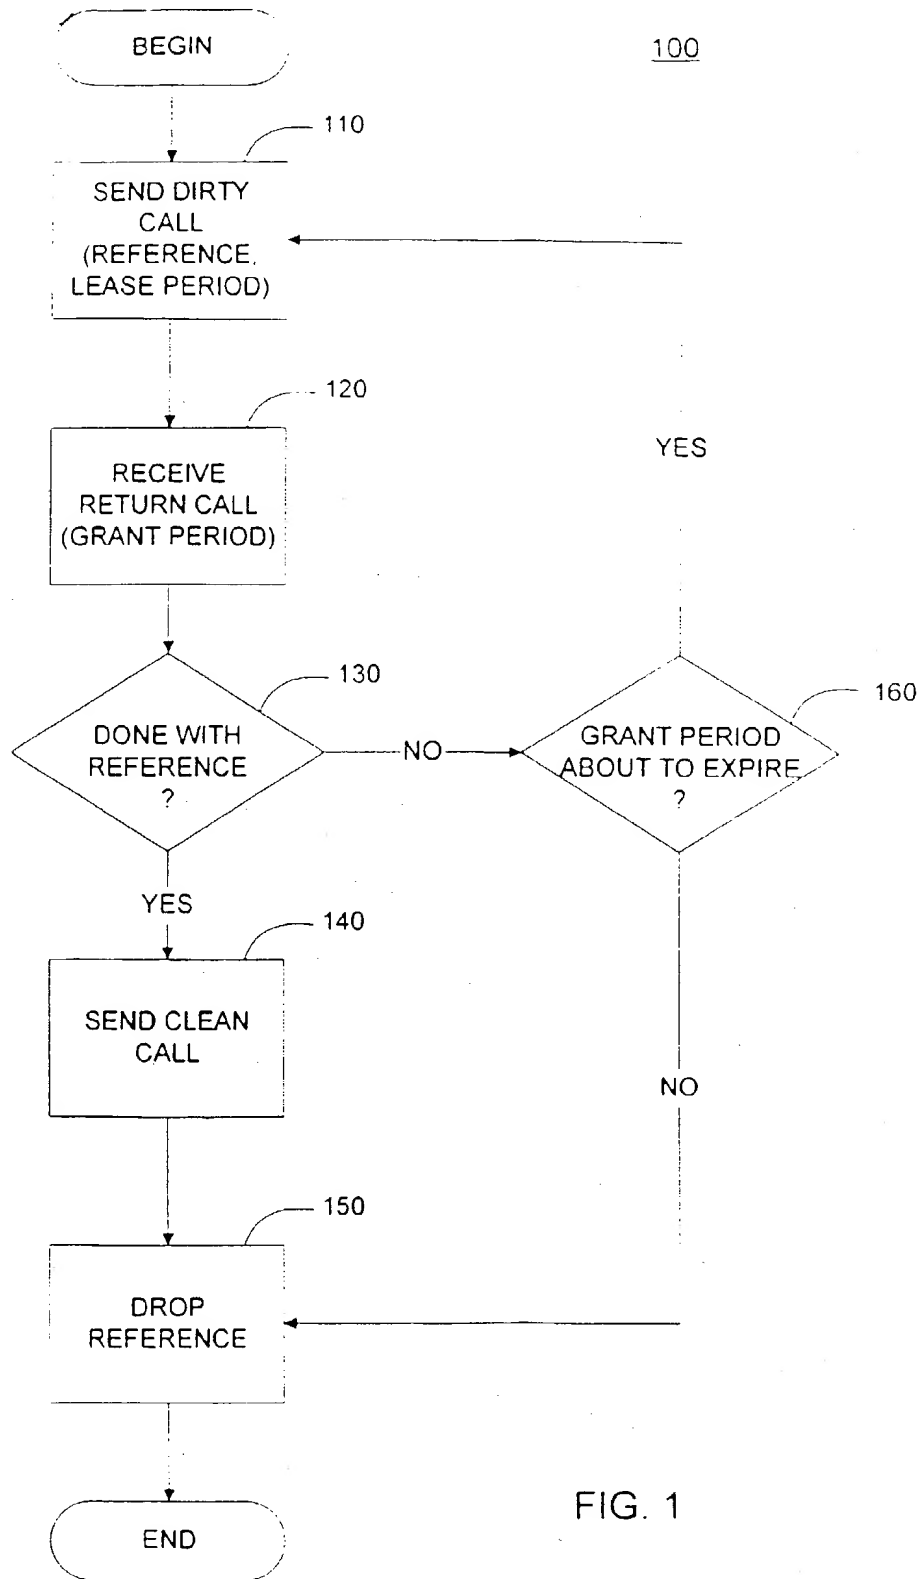 BEGIN
100
110
SEND DIRTY
CALL
(REFERENCE,
LEASE PERIOD)
120
RECEIVE
RETURN CALL
(GRANT PERIOD)
YES
130
DONE WITH
REFERENCE
?
NO
160
GRANT PERIOD
ABOUT TO EXPIRE
?
YES
140
SEND CLEAN
CALL
NO
150
DROP
REFERENCE
END
FIG. 1